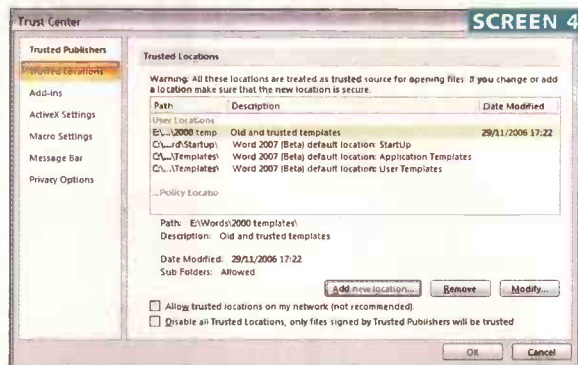 SCREEN 4
Trust Center
Trusted Publishers
Trusted Locations
Add-ins
ActiveX Settings
Macro Settings
Message Bar
Privacy Options
Trusted Locations
Warning: All these locations are treated as trusted source for opening files. If you change or add
a location make sure that the new location is secure.
Path Description Date Modified
User Locations
E:\...\2000 temp Old and trusted templates 29/11/2006 17:22
C:\...rd\Startup\ Word 2007 (Beta) default location: StartUp
C:\...\Templates\ Word 2007 (Beta) default location: Application Templates
C:\...\Templates\ Word 2007 (Beta) default location: User Templates
...Policy Locatio
Path: E:\Words\2000 templates\
Description: Old and trusted templates
Date Modified: 29/11/2006 17:22
Sub Folders: Allowed
Add new location... Remove Modify...
Allow trusted locations on my network (not recommended).
Disable all Trusted Locations, only files signed by Trusted Publishers will be trusted
OK Cancel